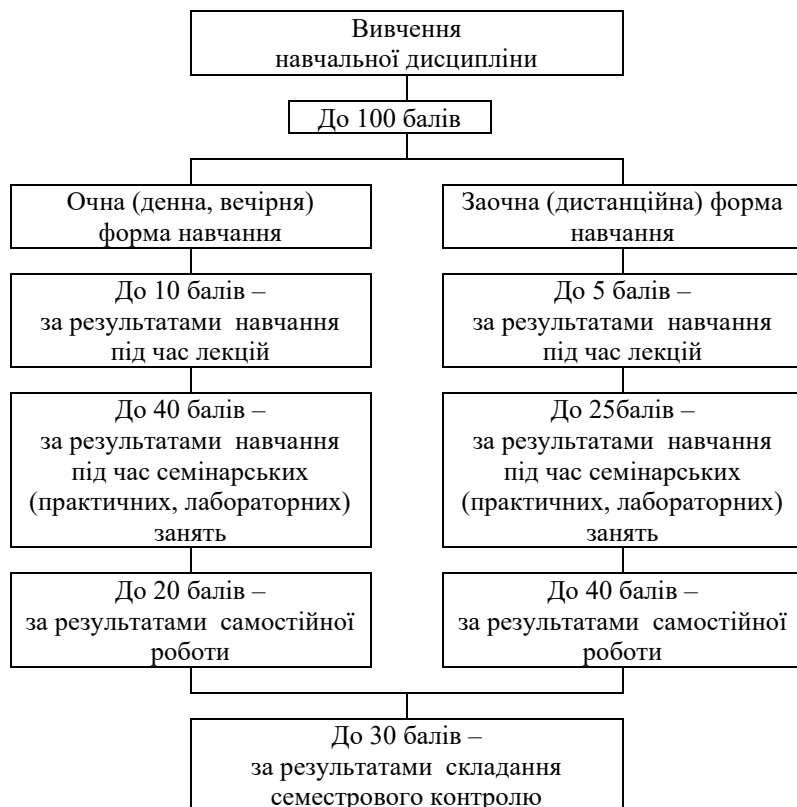 Вивчення
навчальної дисципліни
До 100 балів
Очна (денна, вечірня)
форма навчання
До 10 балів –
за результатами навчання
під час лекцій
До 40 балів –
за результатами навчання
під час семінарських
(практичних, лабораторних)
занять
До 20 балів –
за результатами самостійної
роботи
Заочна (дистанційна) форма
навчання
До 5 балів –
за результатами навчання
під час лекцій
До 25балів –
за результатами навчання
під час семінарських
(практичних, лабораторних)
занять
До 40 балів –
за результатами самостійної
роботи
До 30 балів –
за результатами складання
семестрового контролю